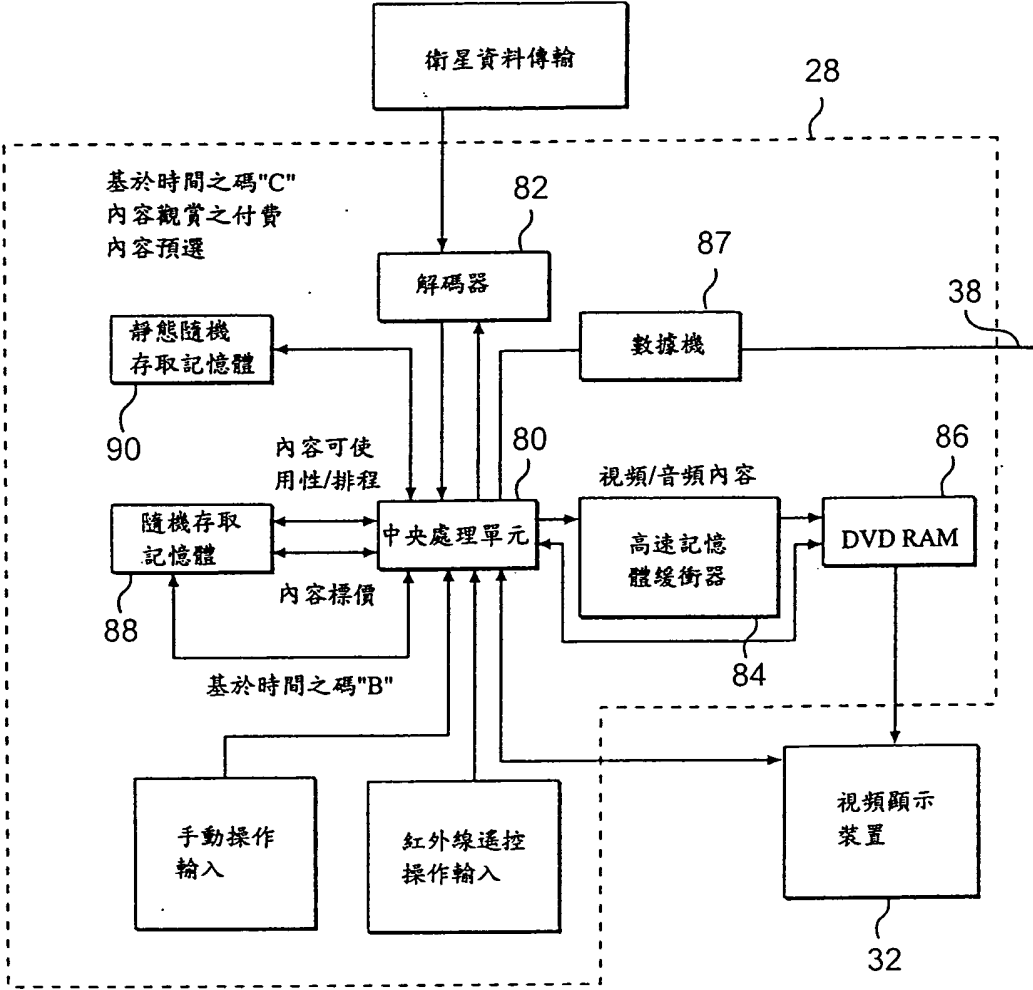 衛星資料傳輸
28
基於時間之碼"C"
內容觀賞之付費
內容預選
82
解碼器
87
數據機
38
靜態隨機
存取記憶體
90
內容可使
用性/排程
80
中央處理單元
視頻/音頻內容
86
DVD RAM
隨機存取
記憶體
88
內容標價
高速記憶
體緩衝器
84
基於時間之碼"B"
手動操作
輸入
紅外線遙控
操作輸入
視頻顯示
裝置
32